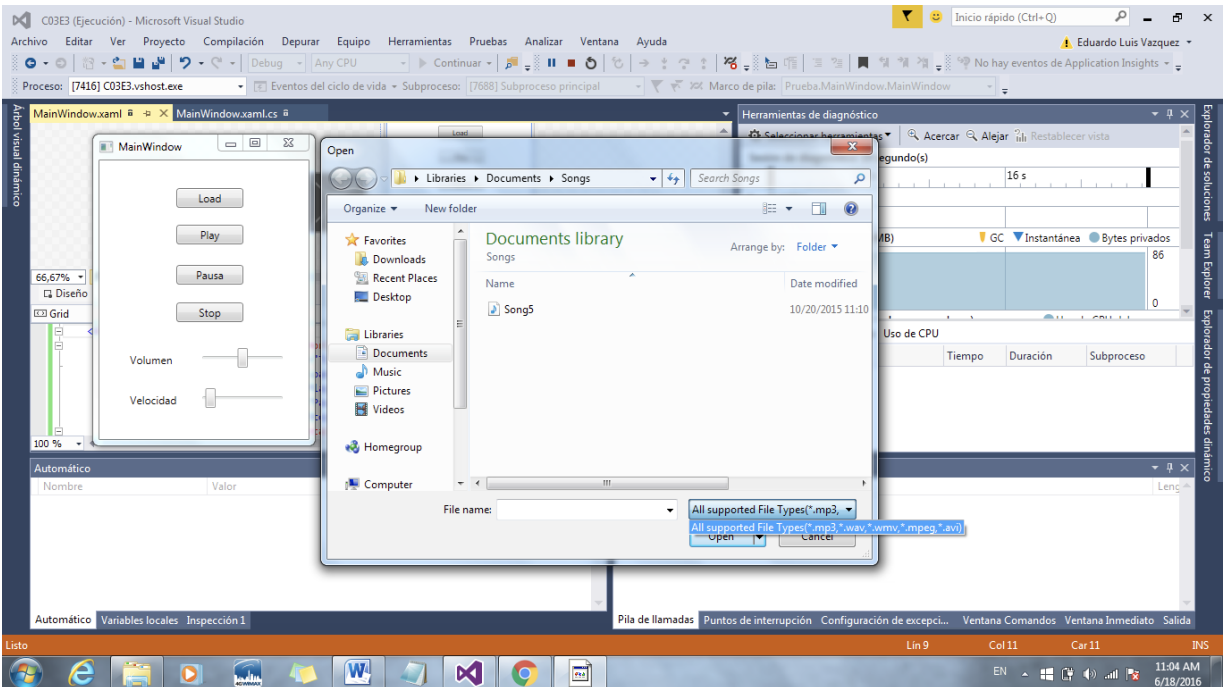 C03E3 (Ejecución) - Microsoft Visual Studio
Inicio rápido (Ctrl+Q)
Archivo Editar Ver Proyecto Compilación Depurar Equipo Herramientas Pruebas Analizar Ventana Ayuda
Eduardo Luis Vazquez
Debug Any CPU Continuar
No hay eventos de Application Insights
Proceso: [7416] C03E3.vshost.exe
Eventos del ciclo de vida Subproceso: [7688] Subproceso principal
Marco de pila: Prueba.MainWindow.MainWindow
Árbol visual dinámico
MainWindow.xaml MainWindow.xaml.cs
66,67%
Diseño
Grid
100 %
MainWindow
Load
Play
Pausa
Stop
Volumen
Velocidad
Load
Open
Libraries Documents Songs
Search Songs
Organize New folder
Favorites
Downloads
Recent Places
Desktop
Libraries
Documents
Music
Pictures
Videos
Homegroup
Computer
Documents library
Songs
Arrange by: Folder
Name Date modified
Song5 10/20/2015 11:10
File name:
All supported File Types(*.mp3,
All supported File Types(*.mp3,*.wav,*.wmv,*.mpeg,*.avi)
Open Cancel
Herramientas de diagnóstico
Seleccionar herramientas Acercar Alejar Restablecer vista
egundo(s)
16 s
MB) GC Instantánea Bytes privados
86
0
Uso de CPU
Tiempo Duración Subproceso
Explorador de soluciones
Team Explorer
Explorador de propiedades dinámico
Automático
Nombre Valor
Leng
Automático Variables locales Inspección 1
Pila de llamadas Puntos de interrupción Configuración de excepci... Ventana Comandos Ventana Inmediato Salida
Listo
Lín 9 Col 11 Car 11 INS
4GWIMAX
EN
11:04 AM
6/18/2016